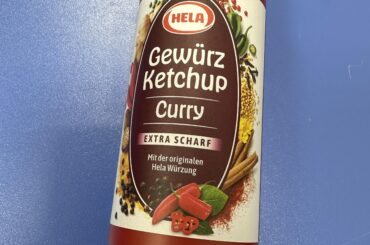 HELA
Gewürz
Ketchup
Curry
EXTRA SCHARF
Mit der originalen
Hela Würzung